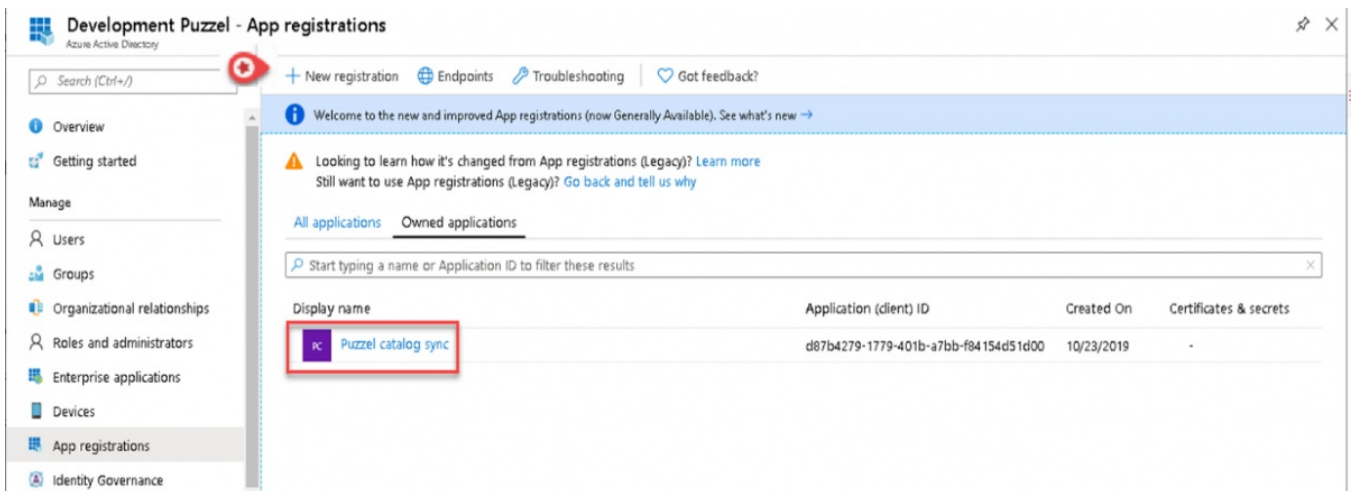 Development Puzzel - App registrations
Azure Active Directory
Search (Ctrl+/)
Overview
Getting started
Manage
Users
Groups
Organizational relationships
Roles and administrators
Enterprise applications
Devices
App registrations
Identity Governance
New registration Endpoints Troubleshooting Got feedback?
Welcome to the new and improved App registrations (now Generally Available). See what's new →
Looking to learn how it's changed from App registrations (Legacy)? Learn more
Still want to use App registrations (Legacy)? Go back and tell us why
All applications Owned applications
Start typing a name or Application ID to filter these results
Display name Application (client) ID Created On Certificates & secrets
PC Puzzel catalog sync d87b4279-1779-401b-a7bb-f84154d51d00 10/23/2019 -